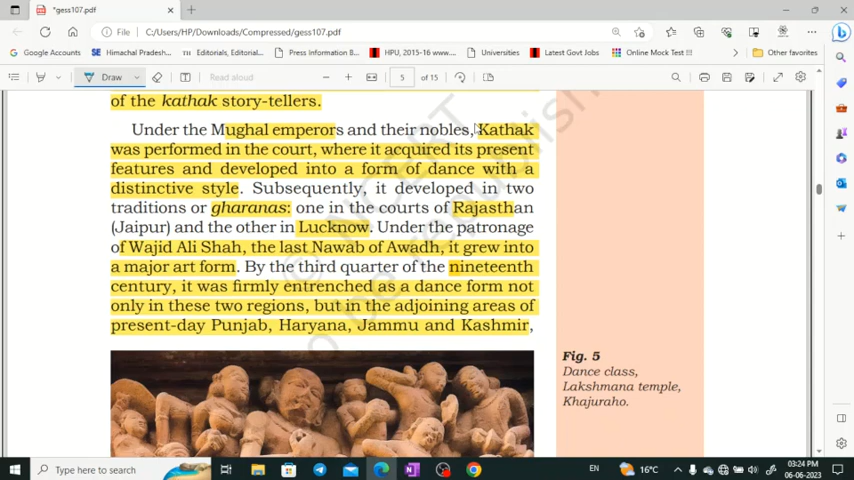 *gess107.pdf
File
C:/Users/HP/Downloads/Compressed/gess107.pdf
Google Accounts
Himachal Pradesh...
Editorials, Editorial...
Press Information B...
HPU, 2015-16 www....
Universities
Latest Govt Jobs
Online Mock Test !!!
Other favorites
Draw
Read aloud
5 of 15
of the kathak story-tellers.
Under the Mughal emperors and their nobles, Kathak
was performed in the court, where it acquired its present
features and developed into a form of dance with a
distinctive style. Subsequently, it developed in two
traditions or gharanas: one in the courts of Rajasthan
(Jaipur) and the other in Lucknow. Under the patronage
of Wajid Ali Shah, the last Nawab of Awadh, it grew into
a major art form. By the third quarter of the nineteenth
century, it was firmly entrenched as a dance form not
only in these two regions, but in the adjoining areas of
present-day Punjab, Haryana, Jammu and Kashmir,
Fig. 5
Dance class,
Lakshmana temple,
Khajuraho.
© NCERT
o be republish
Type here to search
16°C
EN
03:24 PM
06-06-2023